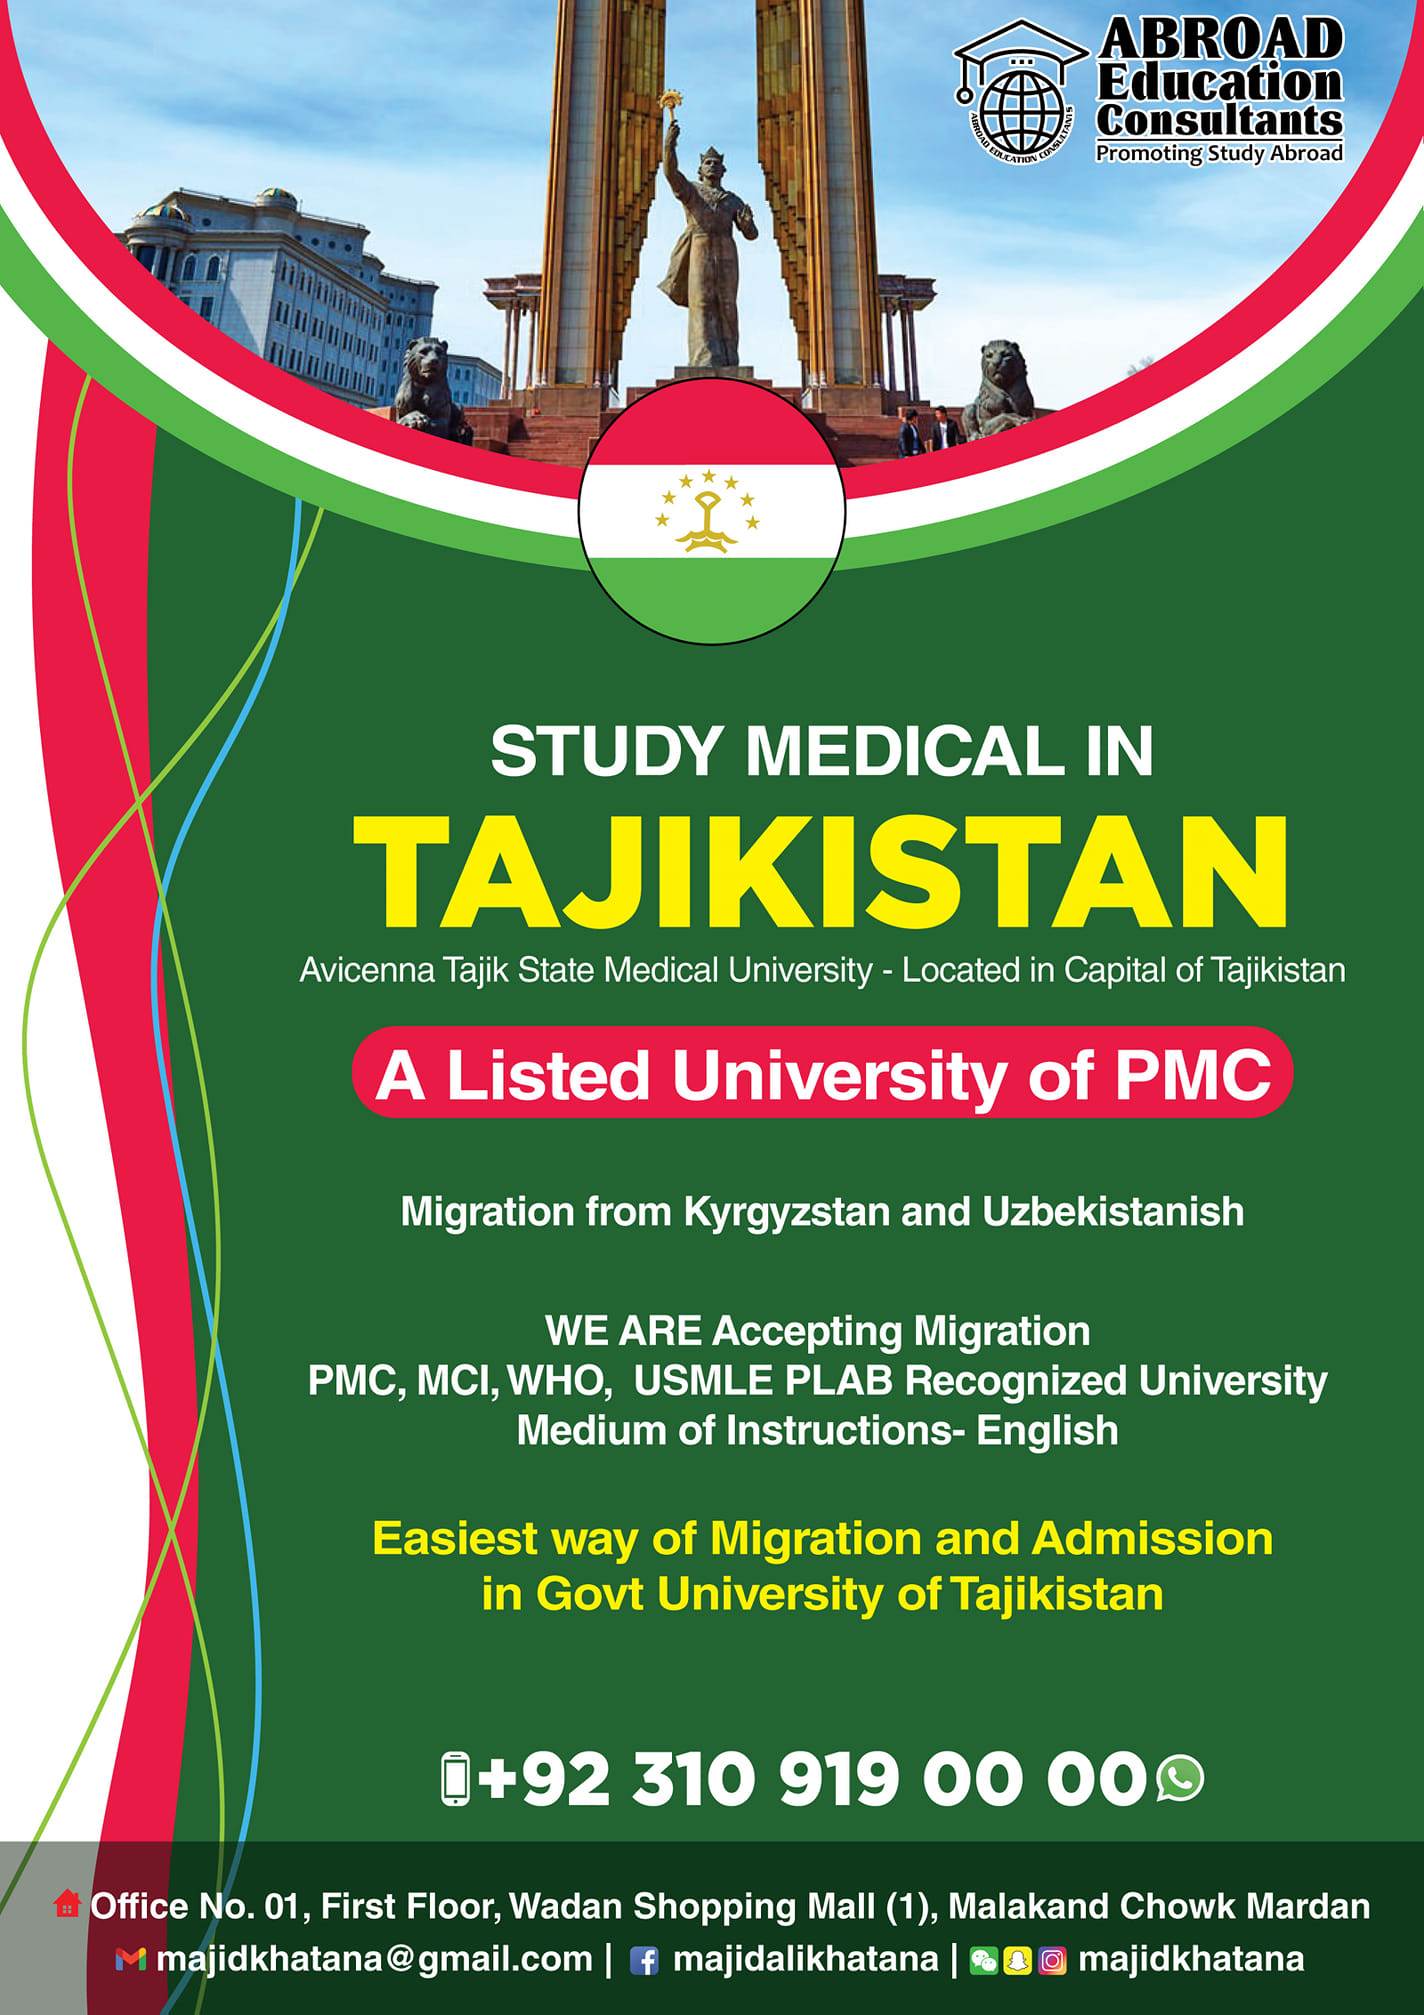 ABROAD
Education
Consultants
Promoting Study Abroad
ABROAD EDUCATION CONSULTANTS
STUDY MEDICAL IN
TAJIKISTAN
Avicenna Tajik State Medical University - Located in Capital of Tajikistan
A Listed University of PMC
Migration from Kyrgyzstan and Uzbekistanish
WE ARE Accepting Migration
PMC, MCI, WHO,  USMLE PLAB Recognized University
Medium of Instructions- English
Easiest way of Migration and Admission
in Govt University of Tajikistan
+92 310 919 00 00
Office No. 01, First Floor, Wadan Shopping Mall (1), Malakand Chowk Mardan
majidkhatana@gmail.com | majidalikhatana | majidkhatana